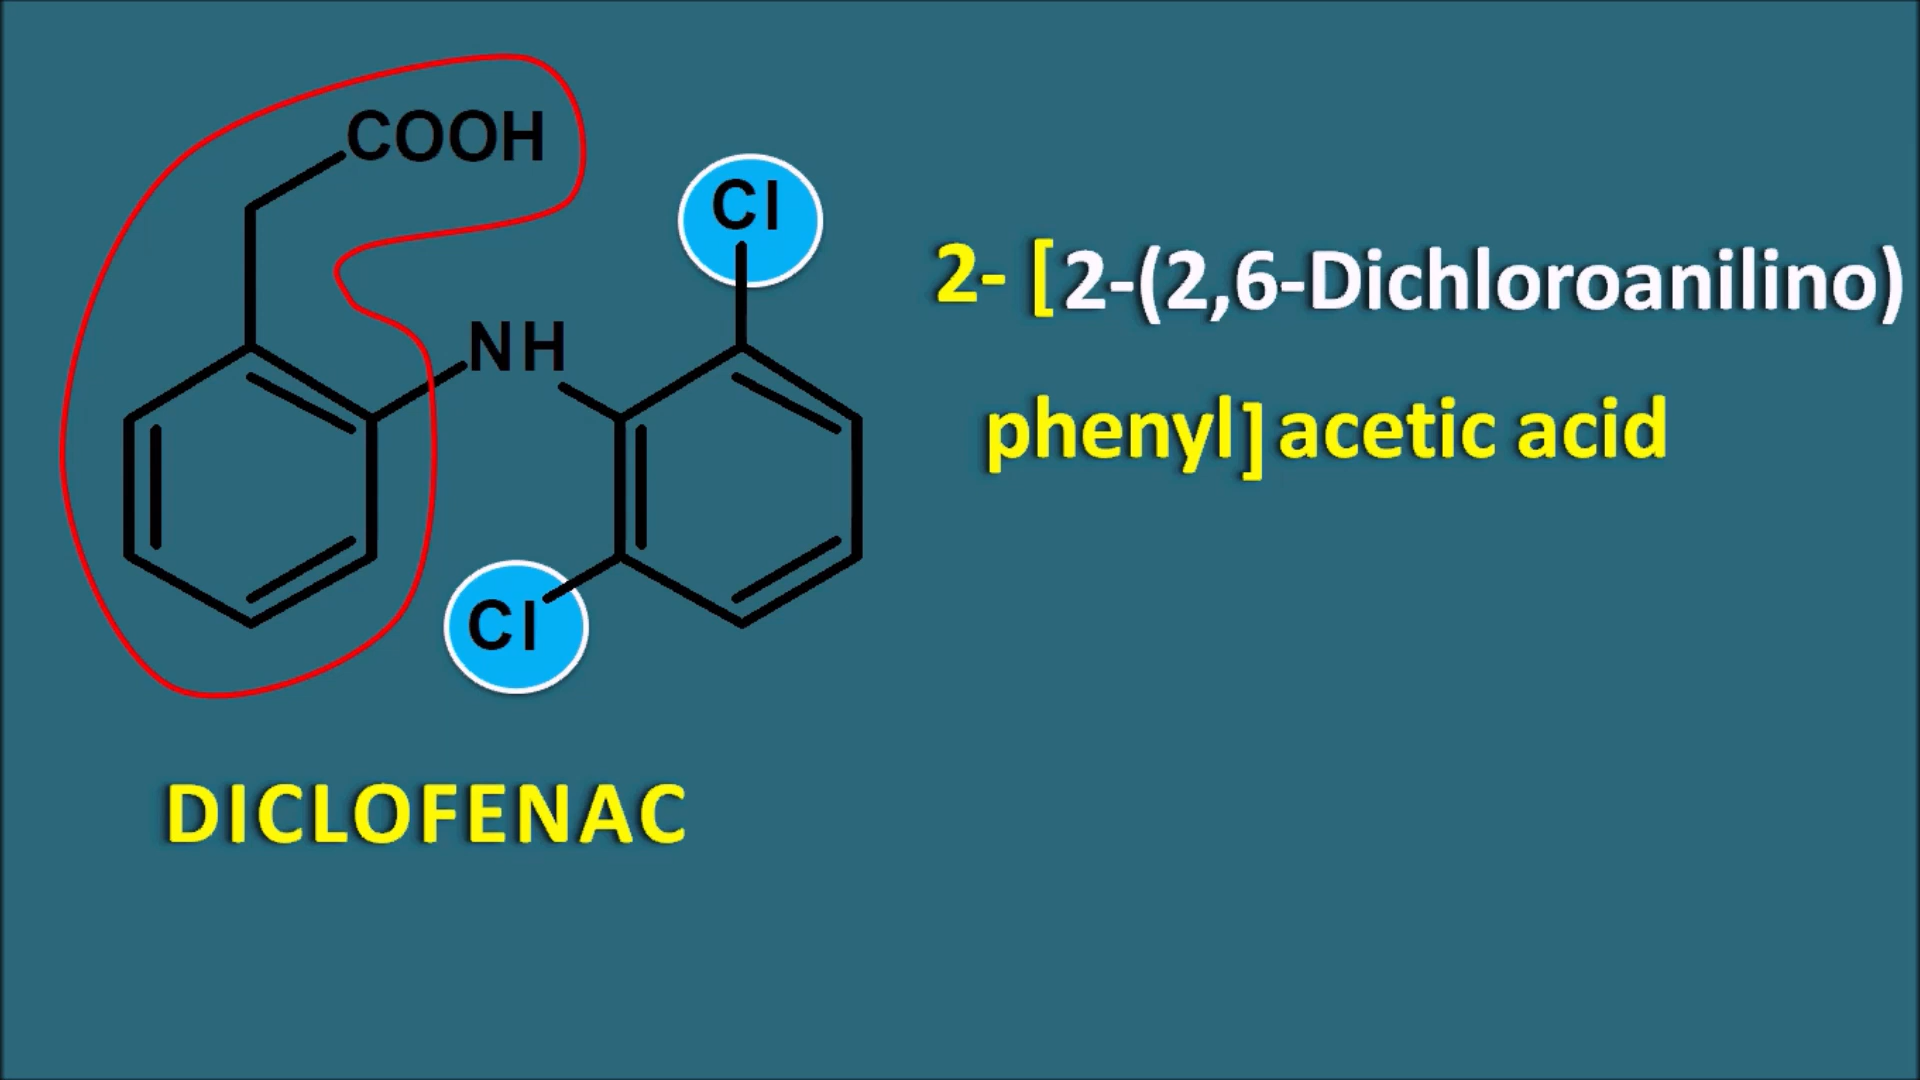 COOH
Cl
NH
Cl
2- [2-(2,6-Dichloroanilino)
phenyl] acetic acid
DICLOFENAC